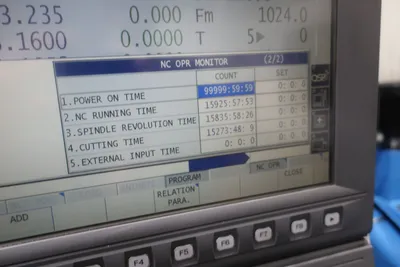 3.235 0.000 Fm 1024.0
.1600 0.000 T 5
NC OPR MONITOR (2/2)
COUNT SET
1.POWER ON TIME 99999:59:59 0: 0: 0
2.NC RUNNING TIME 15925:57:53 0: 0: 0
3.SPINDLE REVOLUTION TIME 15835:58:26 0: 0: 0
4.CUTTING TIME 15273:48: 9 0: 0: 0
5.EXTERNAL INPUT TIME 0: 0: 0 0: 0: 0
OSP
PROGRAM NC OPR
ADD RELATION PARA. CLOSE
F4 F5 F6 F7 F8